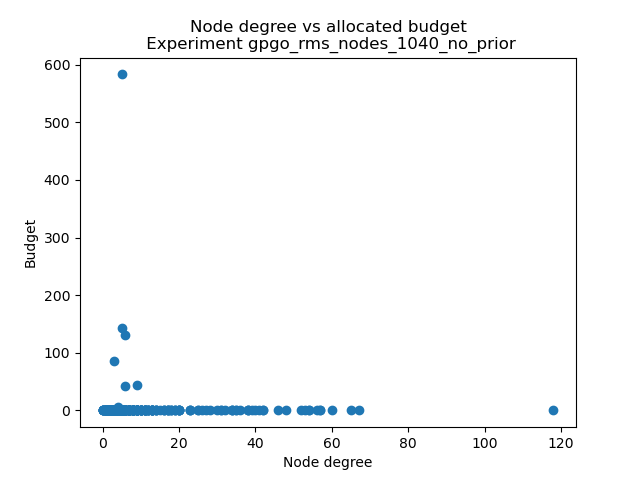 Node degree vs allocated budget
Experiment gpgo_rms_nodes_1040_no_prior
600
500
400
300
200
100
0
Budget
0 20 40 60 80 100 120
Node degree